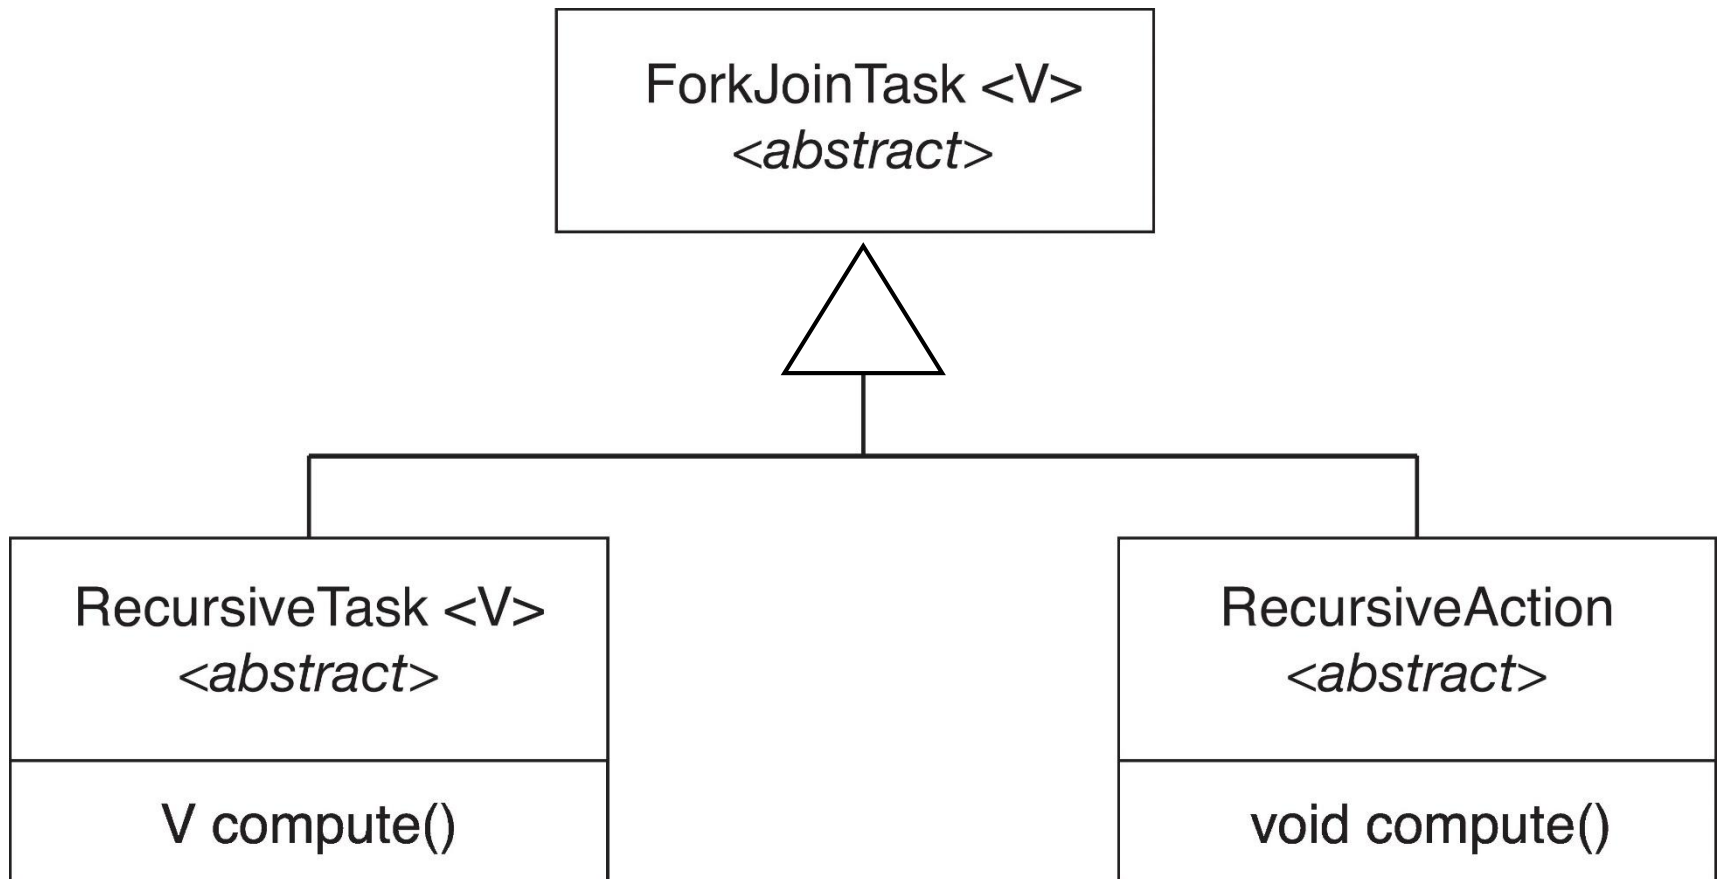 ForkJoinTask <V>
<abstract>
RecursiveTask <V>
<abstract>
V compute()
RecursiveAction
<abstract>
void compute()